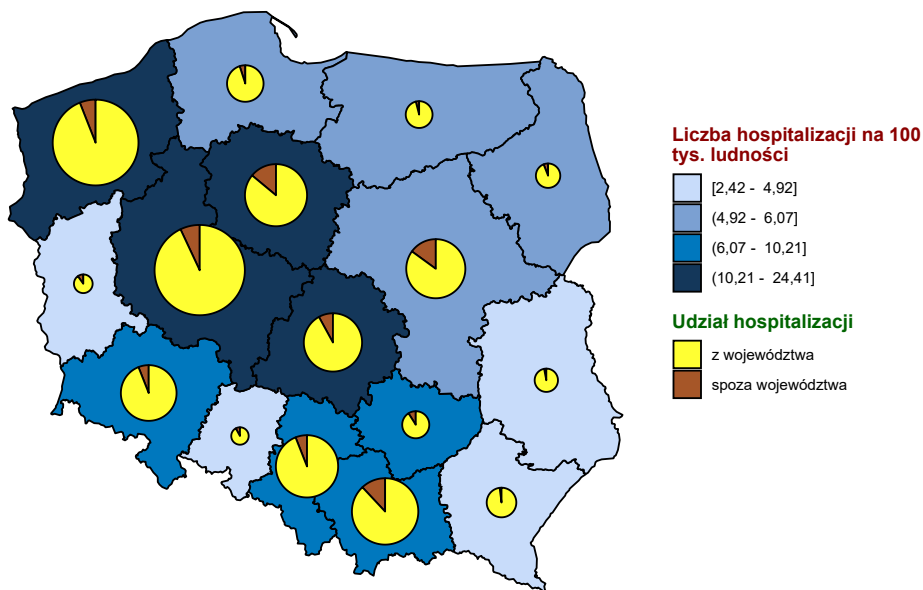 Liczba hospitalizacji na 100
tys. ludności
[2,42 - 4,92]
(4,92 - 6,07]
(6,07 - 10,21]
(10,21 - 24,41]
Udział hospitalizacji
z województwa
spoza województwa